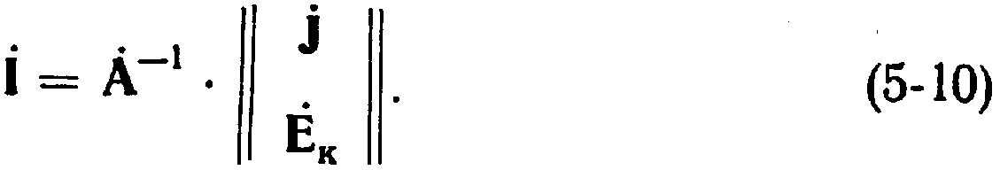 İ = Ȧ⁻¹ · ‖ J̇ ‖ . (5-10)
Ė_к